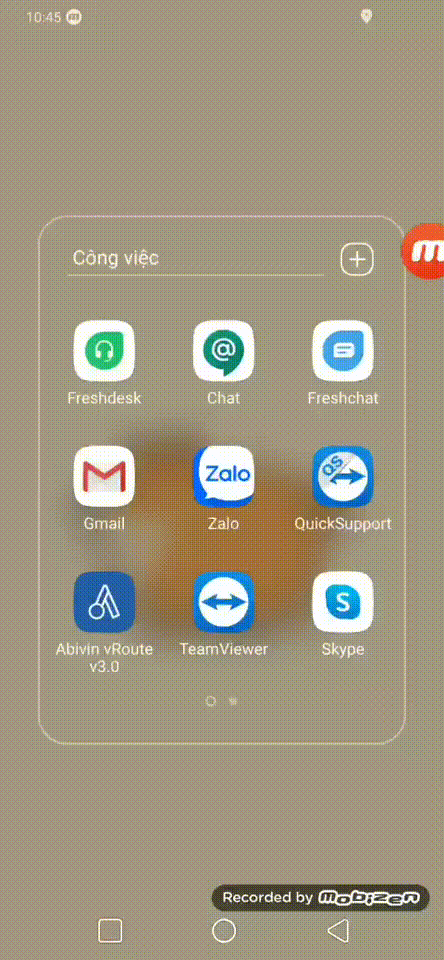 10:45
Công việc
Freshdesk
Chat
Freshchat
Zalo
QS
Gmail
Zalo
QuickSupport
S
Abivin vRoute
v3.0
TeamViewer
Skype
Recorded by mobizen